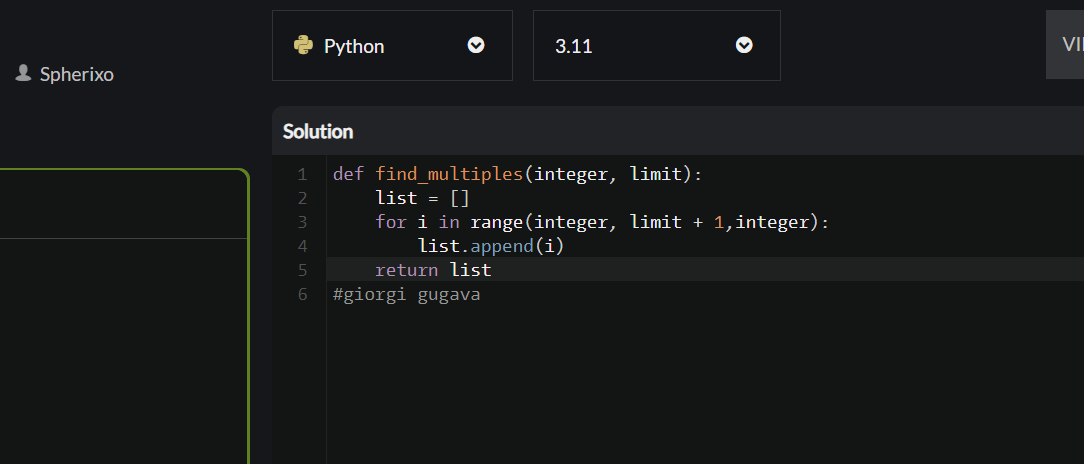 Python
3.11
VI
Spherixo
Solution
1 def find_multiples(integer, limit):
2     list = []
3     for i in range(integer, limit + 1,integer):
4         list.append(i)
5     return list
6 #giorgi gugava